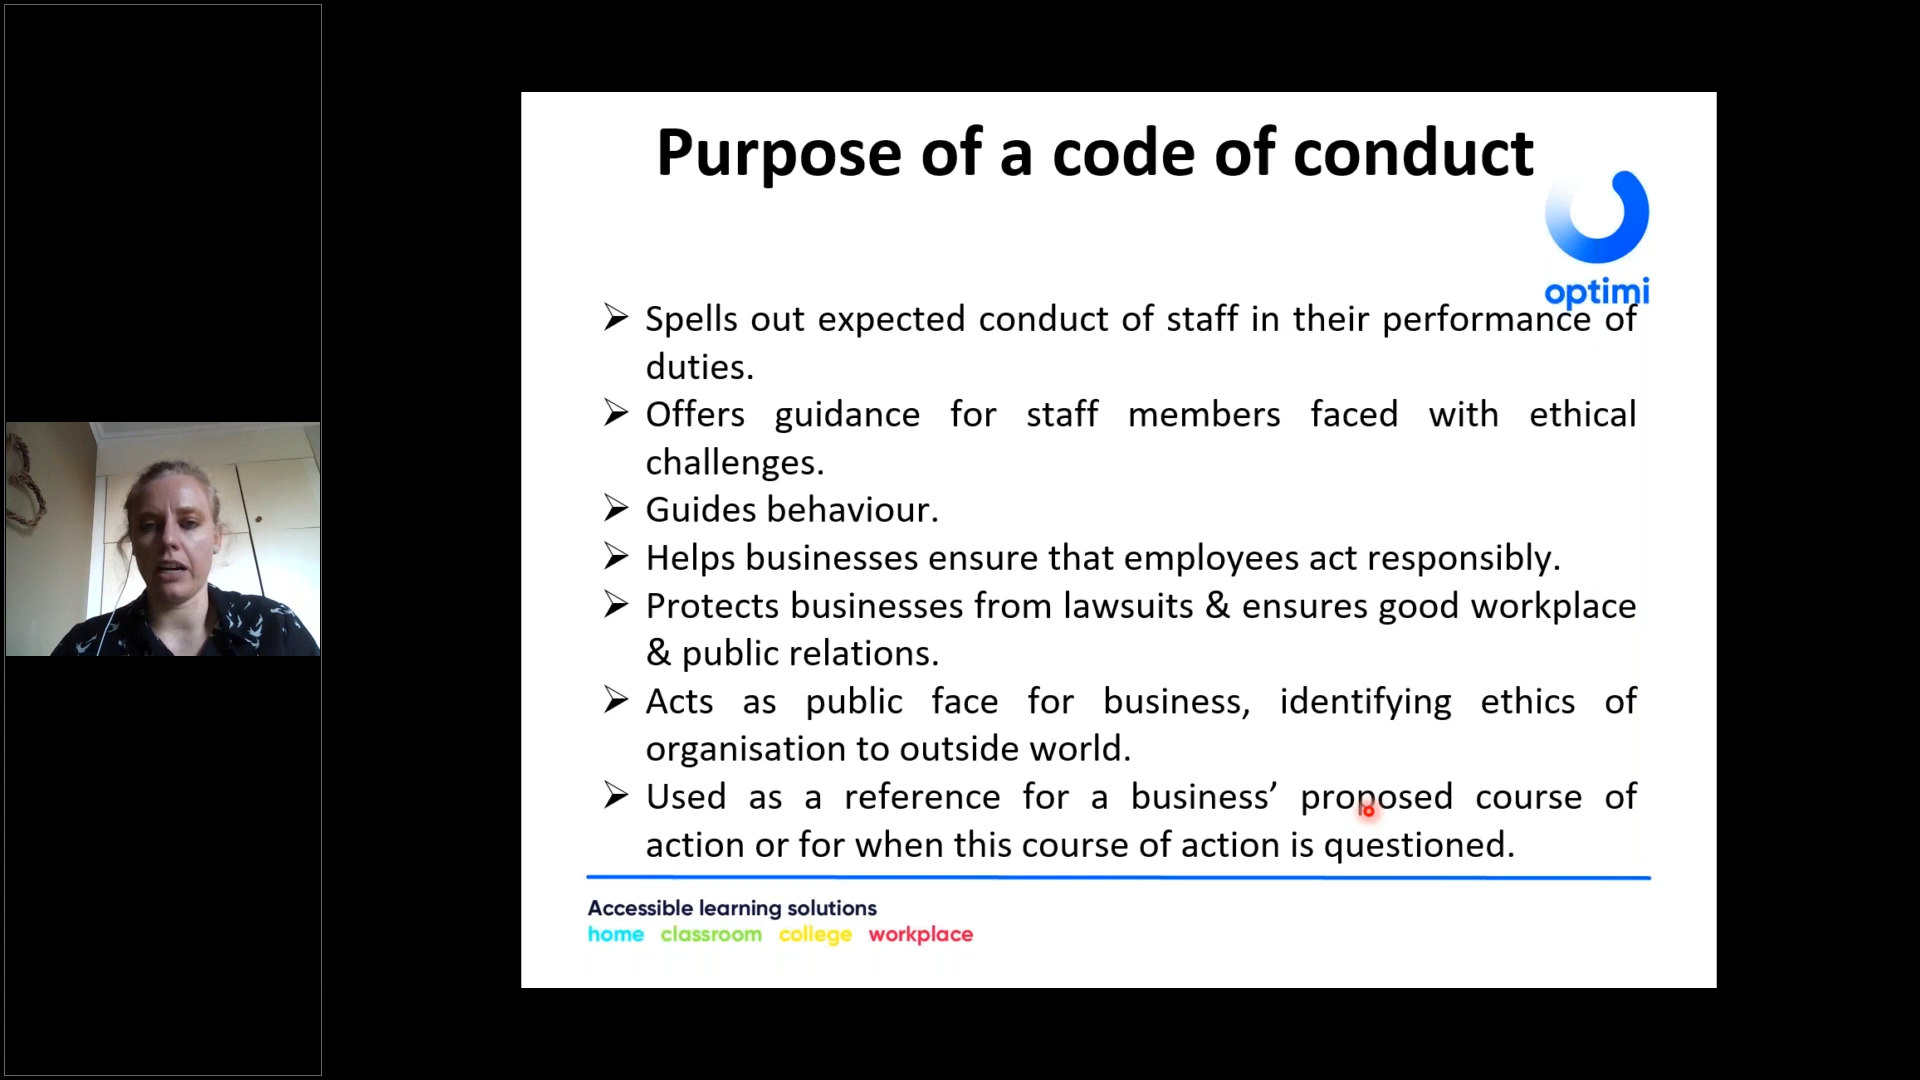 Purpose of a code of conduct
optimi
Spells out expected conduct of staff in their performance of
duties.
Offers guidance for staff members faced with ethical
challenges.
Guides behaviour.
Helps businesses ensure that employees act responsibly.
Protects businesses from lawsuits & ensures good workplace
& public relations.
Acts as public face for business, identifying ethics of
organisation to outside world.
Used as a reference for a business’ proposed course of
action or for when this course of action is questioned.
Accessible learning solutions
home classroom college workplace